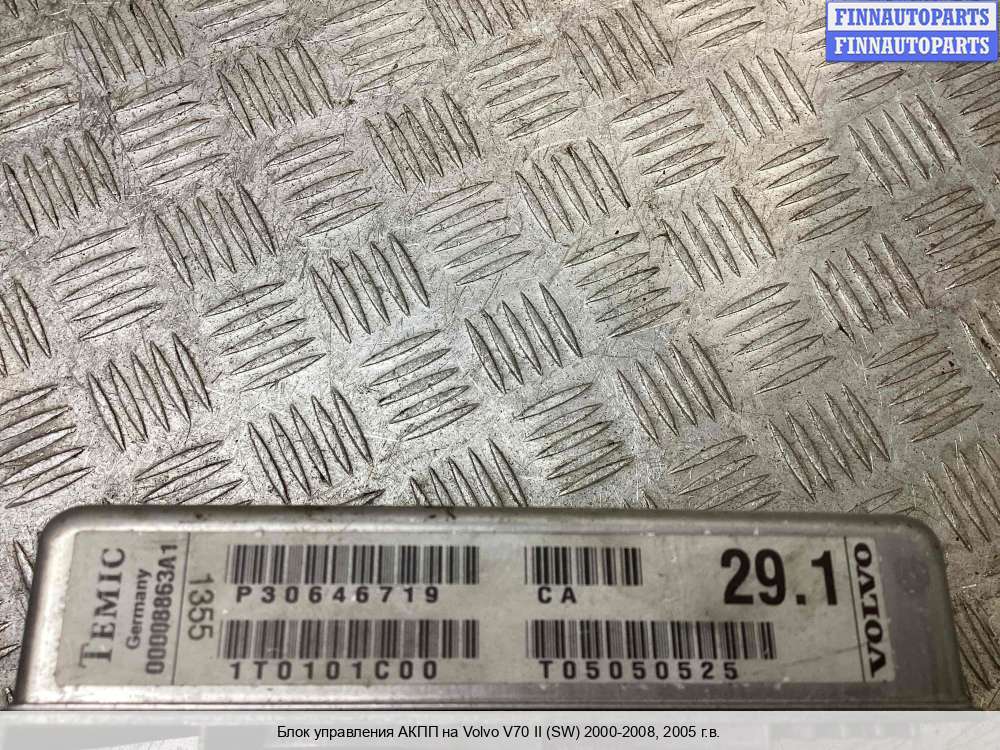 FINNAUTOPARTS
FINNAUTOPARTS
TEMIC
Germany
00008863A1
1355
P30646719
CA
29.1
VOLVO
1T0101C00
T05050525
Блок управления АКПП на Volvo V70 II (SW) 2000-2008, 2005 г.в.